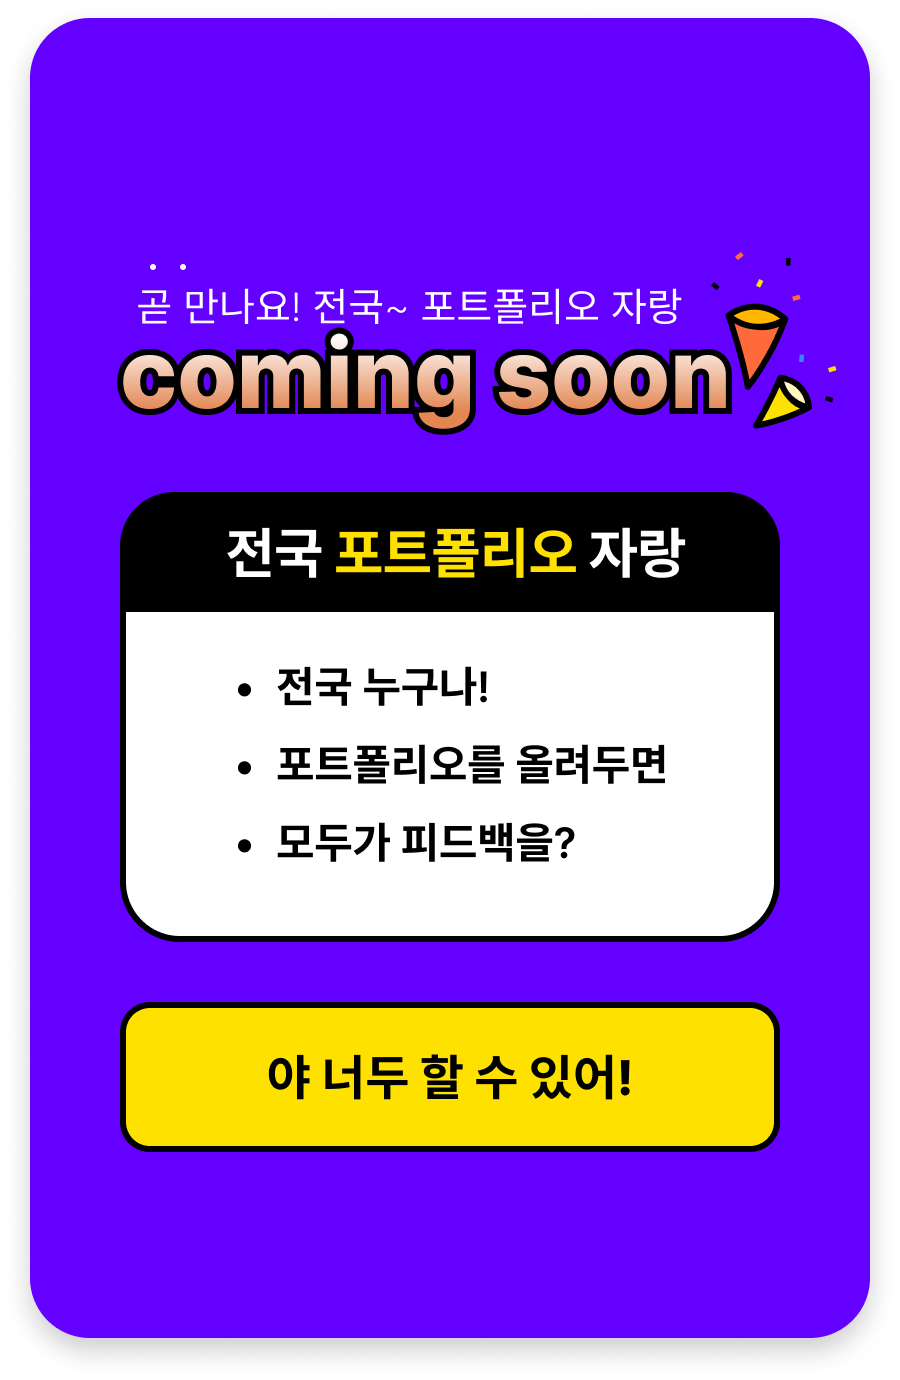 곧 만나요! 전국~ 포트폴리오 자랑
coming soon
전국 포트폴리오 자랑
• 전국 누구나!
• 포트폴리오를 올려두면
• 모두가 피드백을?
야 너두 할 수 있어!